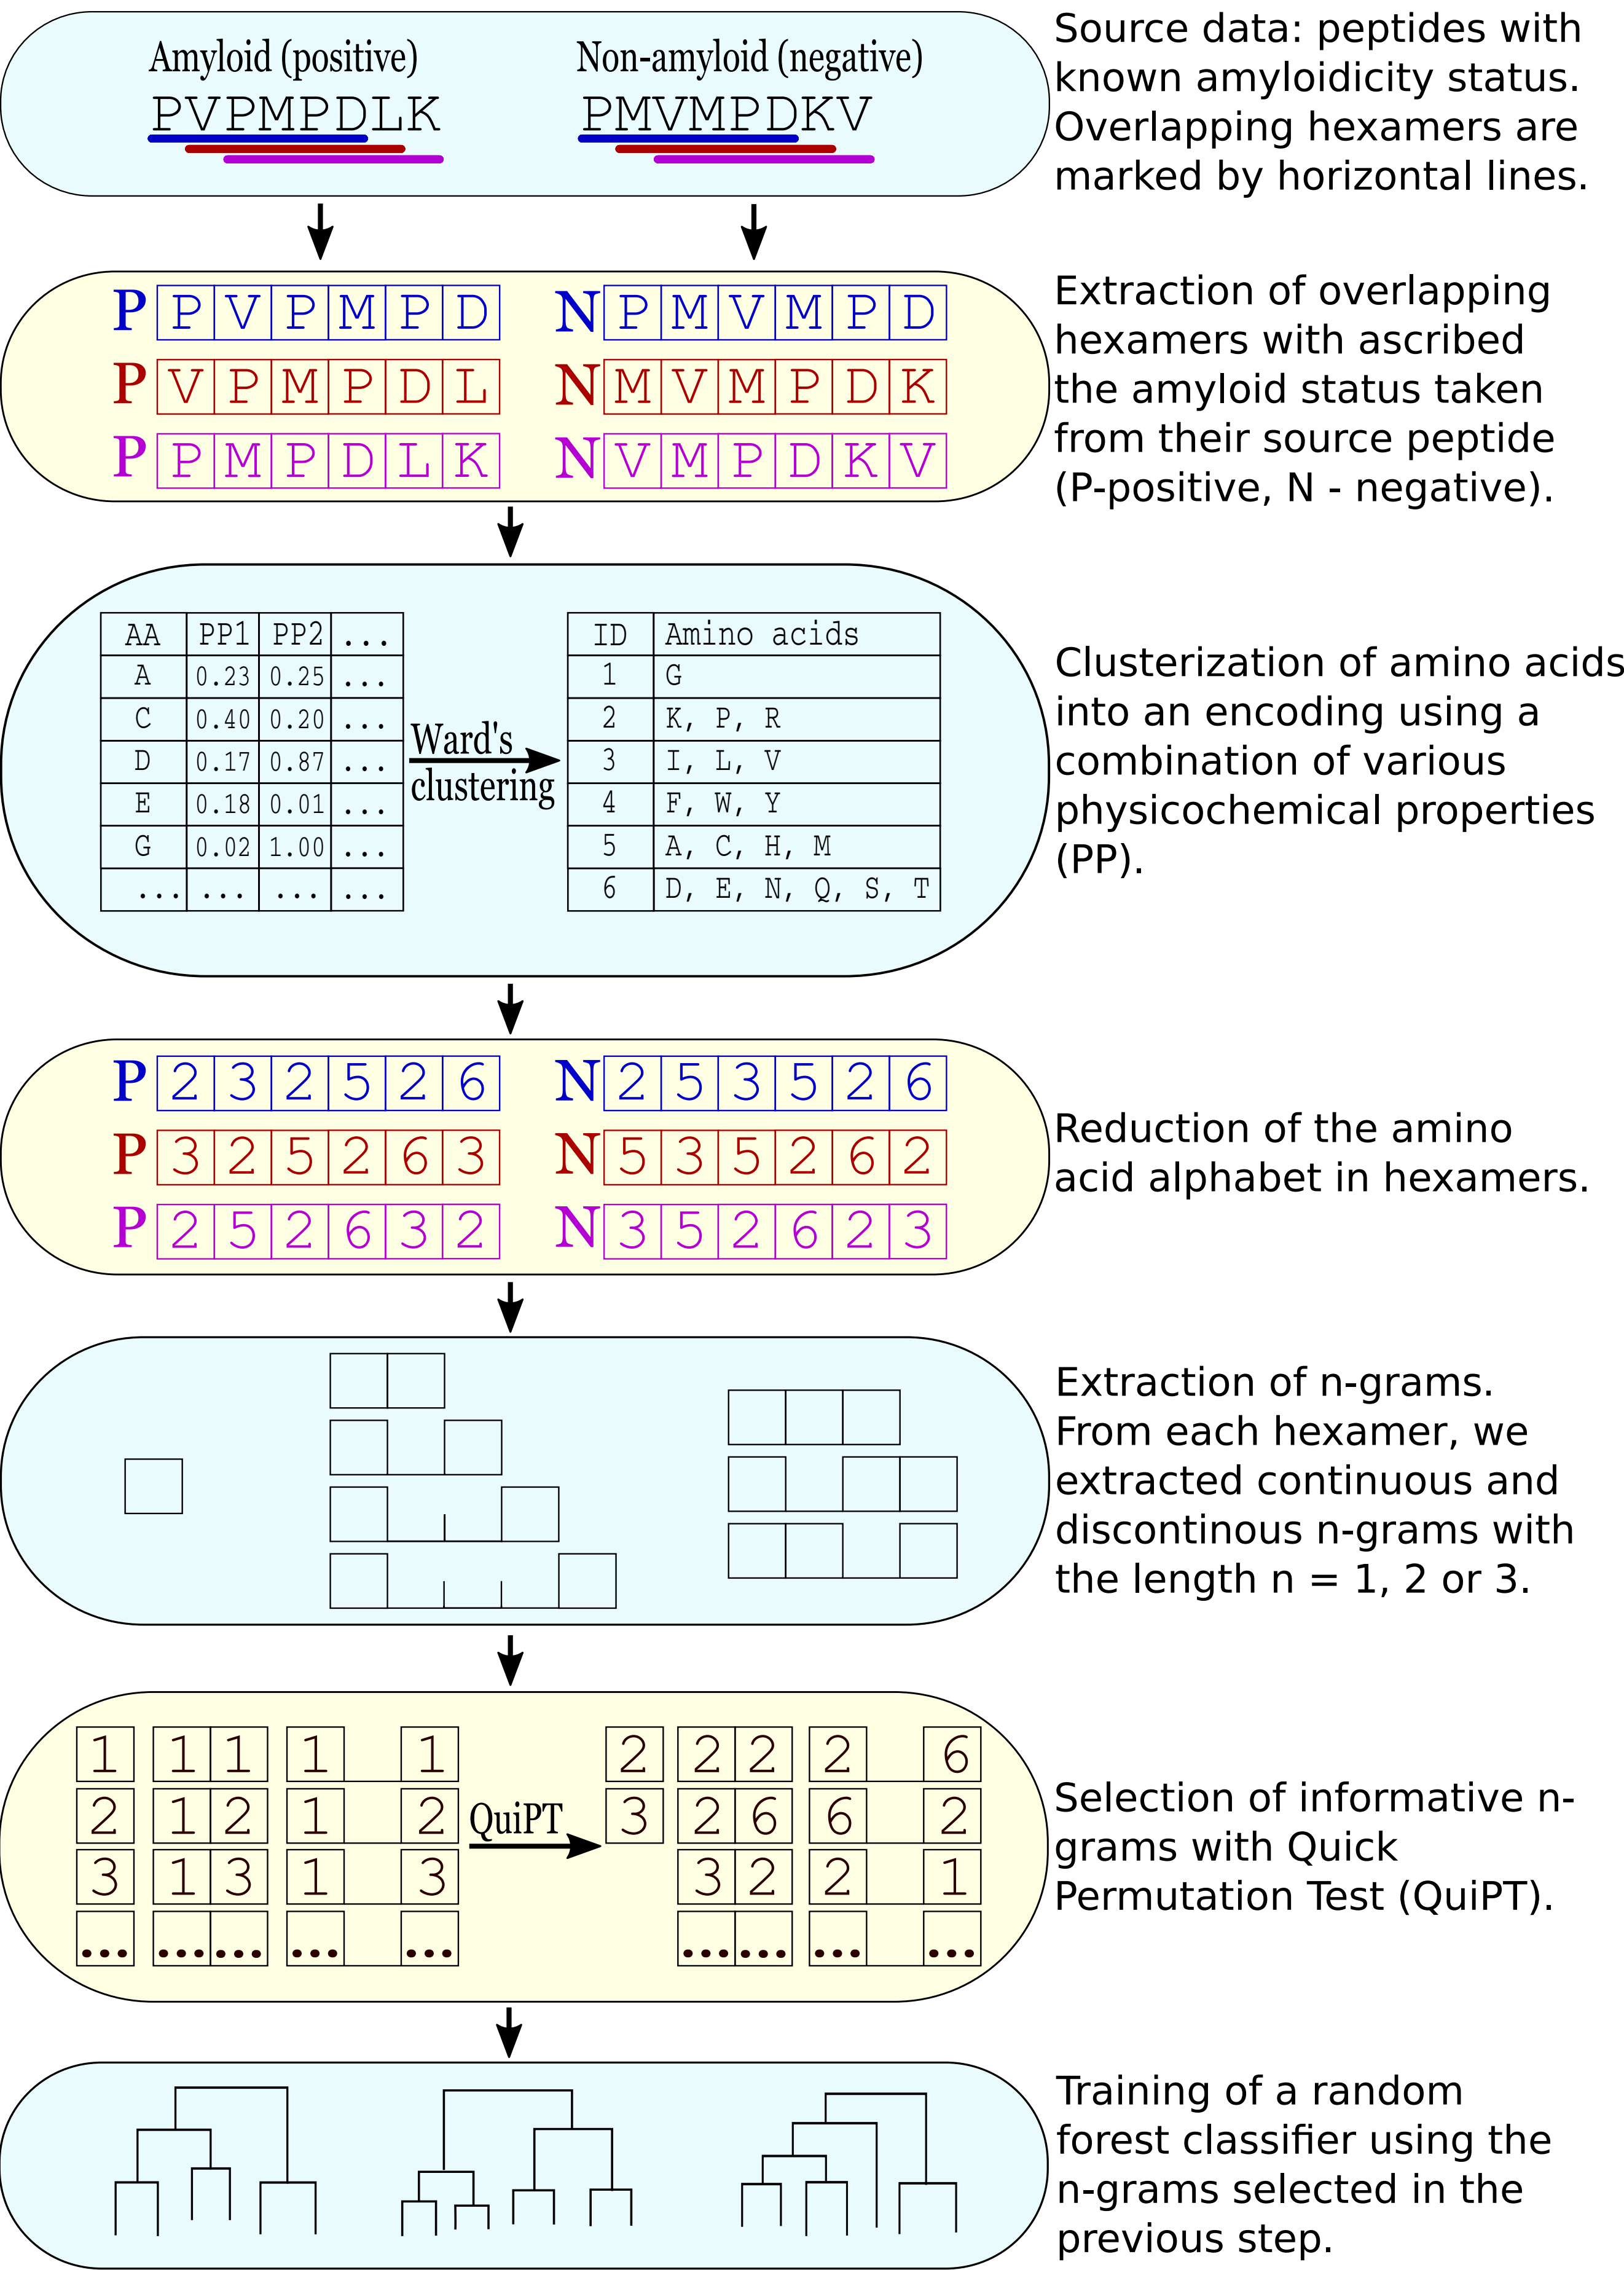 Amyloid (positive) Non-amyloid (negative)
PVPMPDLK PMVMPDKV
Source data: peptides with
known amyloidicity status.
Overlapping hexamers are
marked by horizontal lines.
P P V P M P D N P M V M P D
P V P M P D L N M V M P D K
P P M P D L K N V M P D K V
Extraction of overlapping
hexamers with ascribed
the amyloid status taken
from their source peptide
(P-positive, N - negative).
AA PP1 PP2 ...
A 0.23 0.25 ...
C 0.40 0.20 ...
D 0.17 0.87 ...
E 0.18 0.01 ...
G 0.02 1.00 ...
... ... ... ...
Ward's
clustering
ID Amino acids
1 G
2 K, P, R
3 I, L, V
4 F, W, Y
5 A, C, H, M
6 D, E, N, Q, S, T
Clusterization of amino acids
into an encoding using a
combination of various
physicochemical properties
(PP).
P 2 3 2 5 2 6 N 2 5 3 5 2 6
P 3 2 5 2 6 3 N 5 3 5 2 6 2
P 2 5 2 6 3 2 N 3 5 2 6 2 3
Reduction of the amino
acid alphabet in hexamers.
Extraction of n-grams.
From each hexamer, we
extracted continuous and
discontinous n-grams with
the length n = 1, 2 or 3.
1 1 1 1 1
2 1 2 1 2
3 1 3 1 3
... ... ... ... ...
QuiPT
2 2 2 2 6
3 2 6 6 2
3 2 2 1
... ... ... ...
Selection of informative n-
grams with Quick
Permutation Test (QuiPT).
Training of a random
forest classifier using the
n-grams selected in the
previous step.